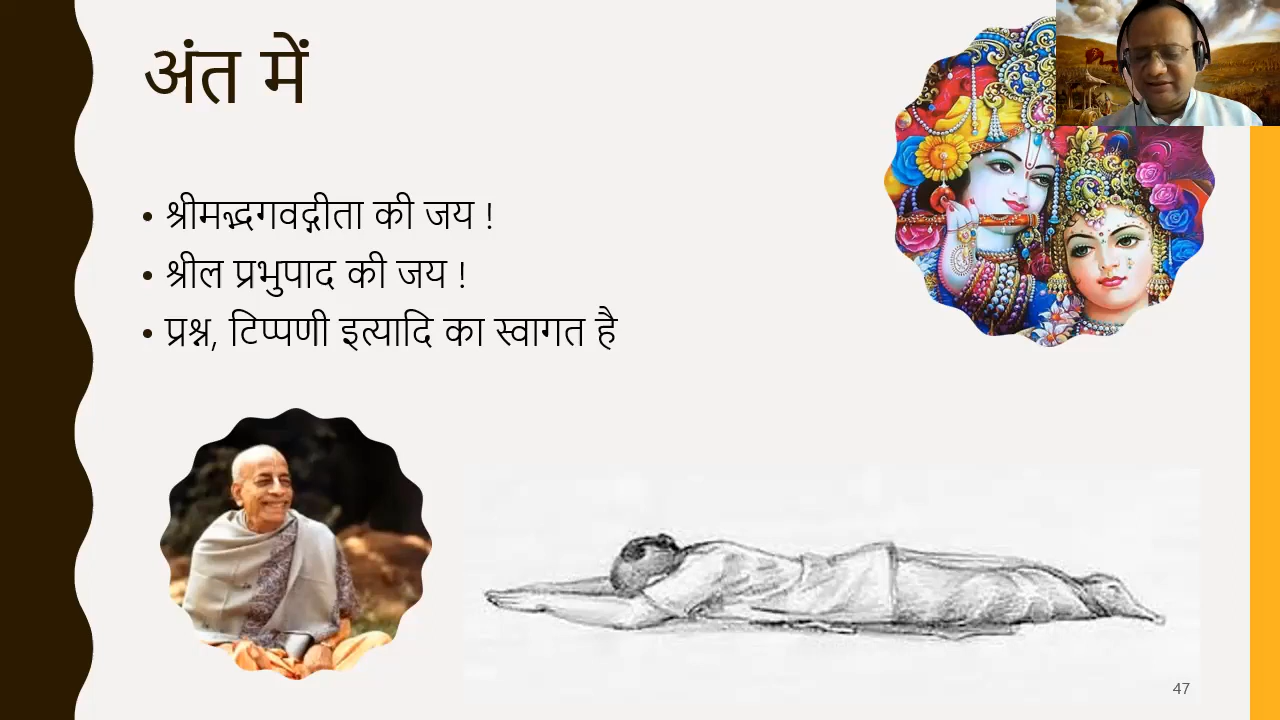 अंत में
• श्रीमद्भगवद्गीता की जय !
• श्रील प्रभुपाद की जय !
• प्रश्न, टिप्पणी इत्यादि का स्वागत है
47